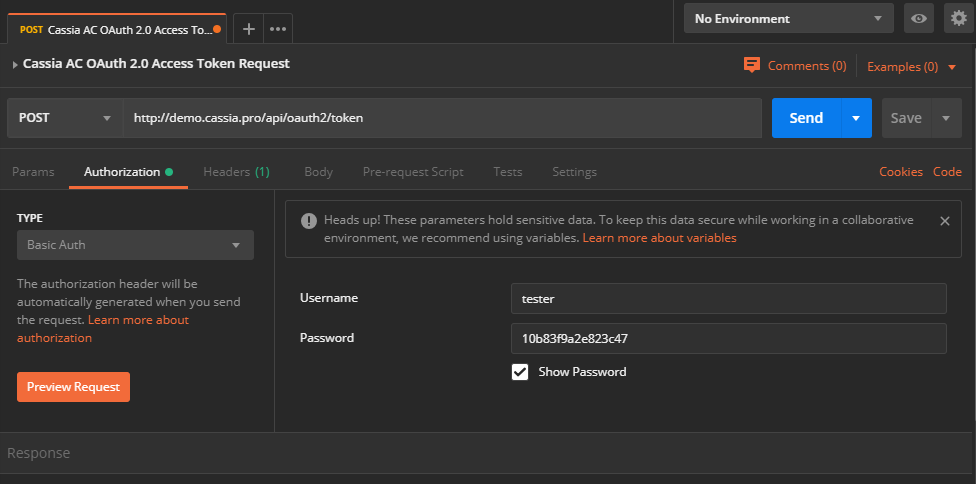 POST Cassia AC OAuth 2.0 Access To...
No Environment
Cassia AC OAuth 2.0 Access Token Request
Comments (0)
Examples (0)
POST
http://demo.cassia.pro/api/oauth2/token
Send
Save
Params
Authorization
Headers (1)
Body
Pre-request Script
Tests
Settings
Cookies
Code
TYPE
Basic Auth
The authorization header will be
automatically generated when you send
the request. Learn more about
authorization
Preview Request
Heads up! These parameters hold sensitive data. To keep this data secure while working in a collaborative
environment, we recommend using variables. Learn more about variables
Username
tester
Password
10b83f9a2e823c47
Show Password
Response